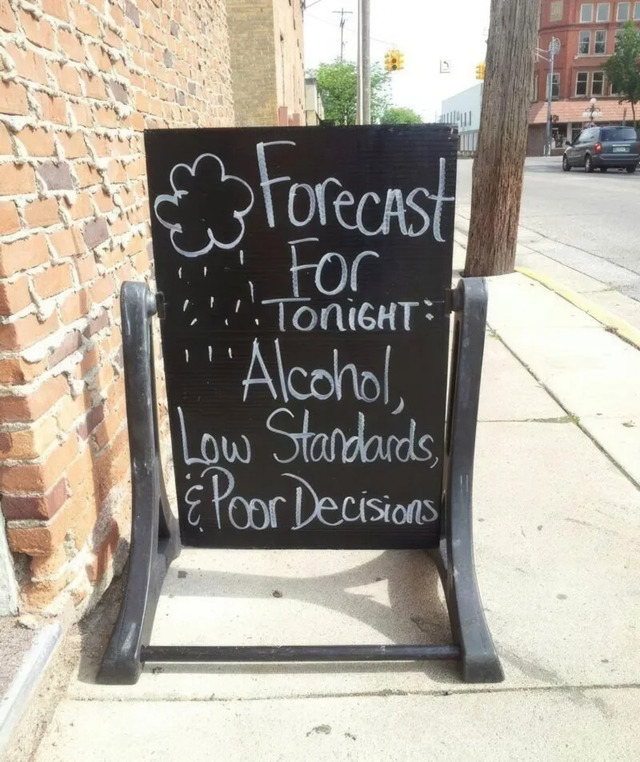 Forecast
For
Tonight:
Alcohol,
Low Standards,
& Poor Decisions